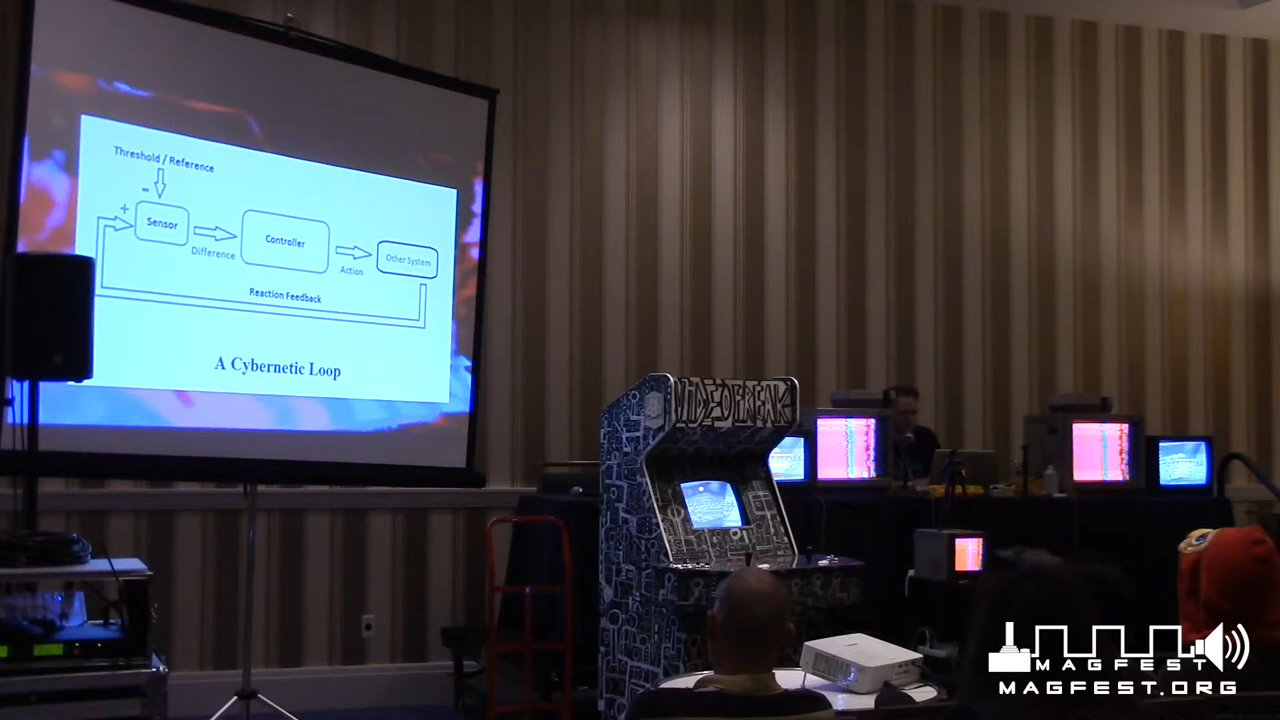 Threshold / Reference
-
+
Sensor
Difference
Controller
Action
Other System
Reaction Feedback
A Cybernetic Loop
VIDEOFREAK
MAGFEST
MAGFEST.ORG